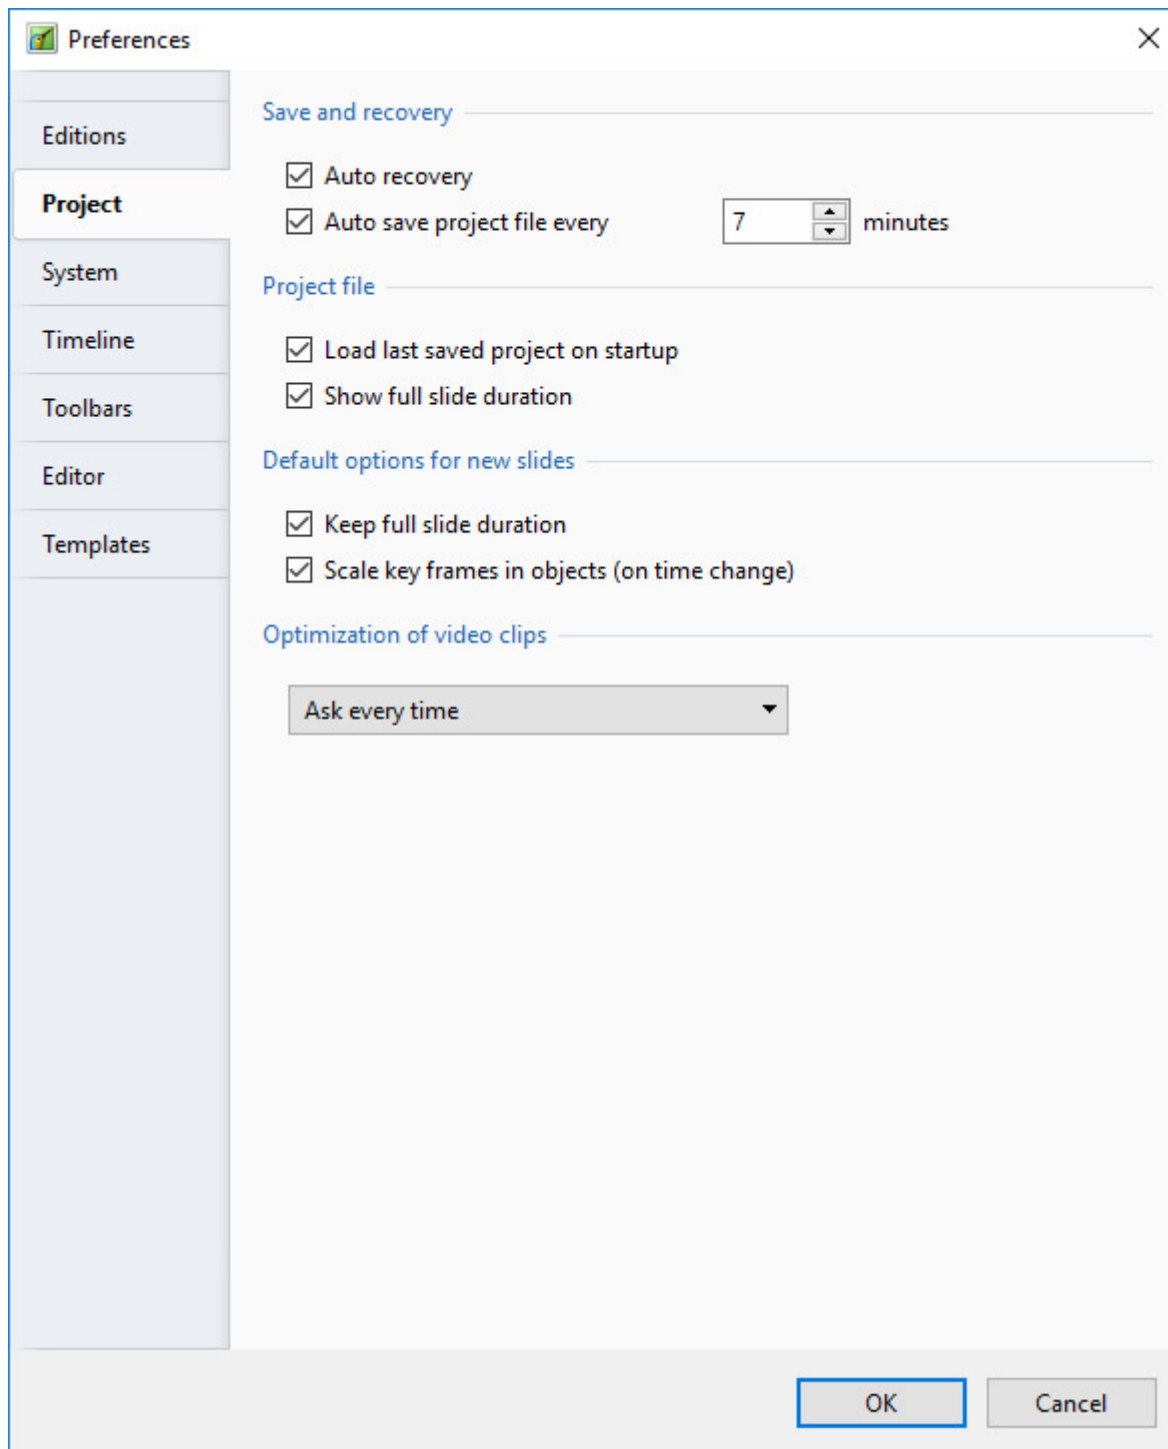 Preferences
Editions
Project
System
Timeline
Toolbars
Editor
Templates
Save and recovery
Auto recovery
Auto save project file every 7 minutes
Project file
Load last saved project on startup
Show full slide duration
Default options for new slides
Keep full slide duration
Scale key frames in objects (on time change)
Optimization of video clips
Ask every time
OK Cancel